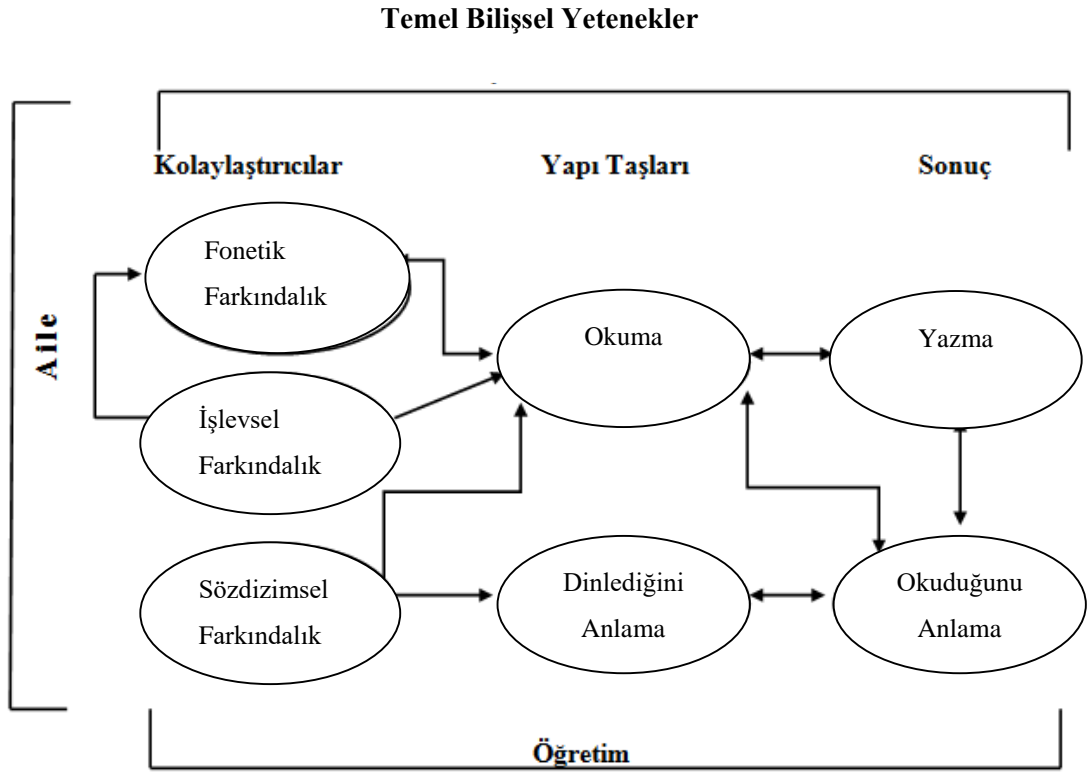 Temel Bilişsel Yetenekler
Kolaylaştırıcılar
Yapı Taşları
Sonuç
Aile
Fonetik
Farkındalık
Okuma
Yazma
İşlevsel
Farkındalık
Sözdizimsel
Farkındalık
Dinlediğini
Anlama
Okuduğunu
Anlama
Öğretim